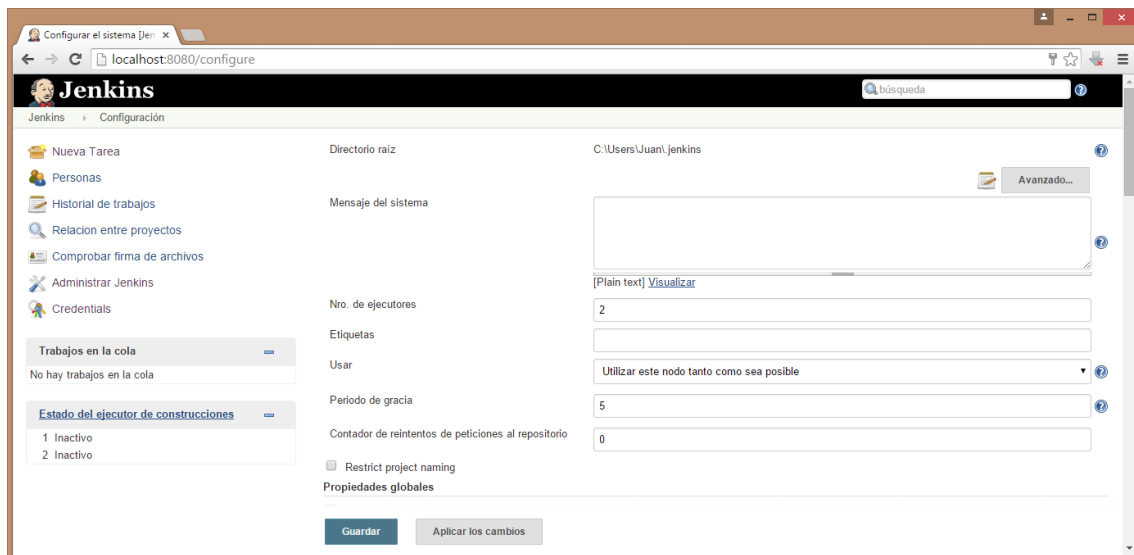 Configurar el sistema [Jen
localhost:8080/configure
Jenkins
búsqueda
Jenkins Configuración
Nueva Tarea
Personas
Historial de trabajos
Relacion entre proyectos
Comprobar firma de archivos
Administrar Jenkins
Credentials
Trabajos en la cola
No hay trabajos en la cola
Estado del ejecutor de construcciones
1 Inactivo
2 Inactivo
Directorio raíz C:\Users\Juan\.jenkins
Avanzado...
Mensaje del sistema
[Plain text] Visualizar
Nro. de ejecutores 2
Etiquetas
Usar Utilizar este nodo tanto como sea posible
Periodo de gracia 5
Contador de reintentos de peticiones al repositorio 0
Restrict project naming
Propiedades globales
Guardar Aplicar los cambios